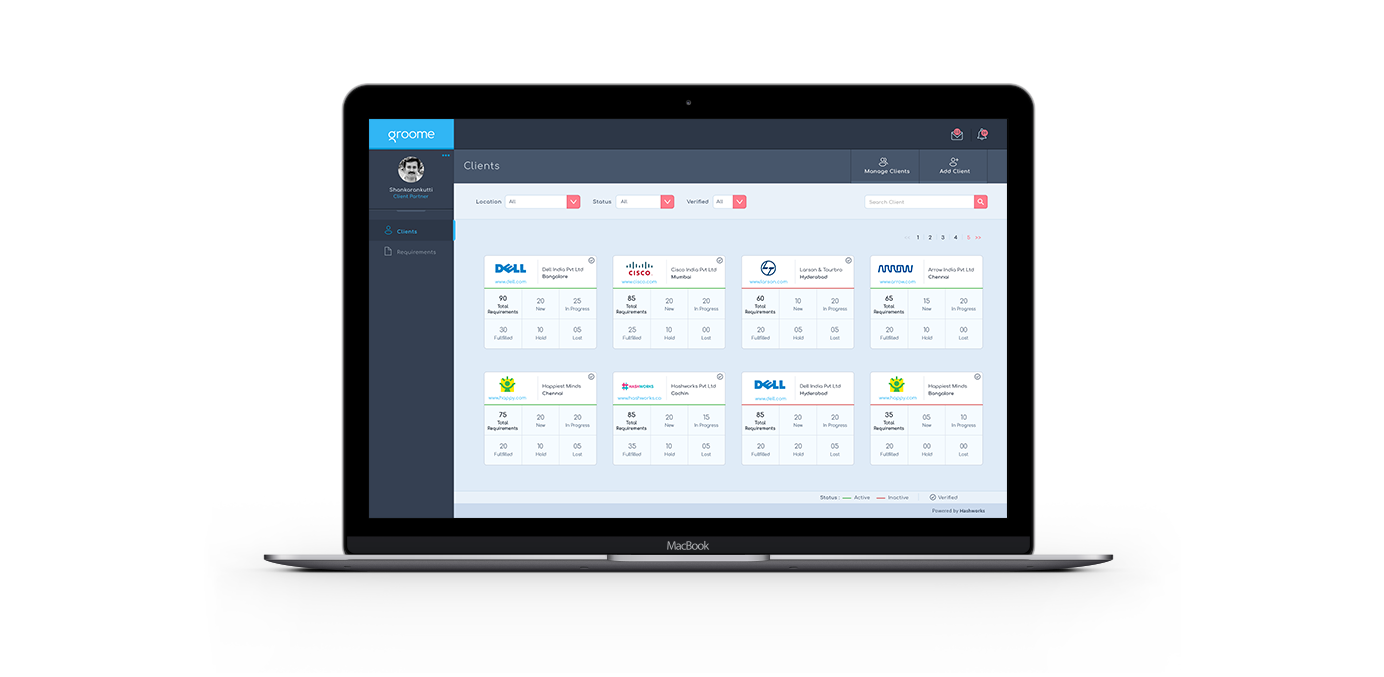 groome
Shankarankutti
Client Partner
Clients
Requirements
Clients
Manage Clients
Add Client
Location
All
Status
All
Verified
All
Search Client
1 2 3 4 5 >>
DELL
www.dell.com
Dell India Pvt Ltd
Bangalore
90 20 25
Total Requirements New In Progress
30 10 05
Fullfilled Hold Lost
CISCO
www.cisco.com
Cisco India Pvt Ltd
Mumbai
85 20 20
Total Requirements New In Progress
25 10 00
Fullfilled Hold Lost
www.larsen.com
Larsen & Tourbro
Hyderabad
60 10 20
Total Requirements New In Progress
20 05 05
Fullfilled Hold Lost
ARROW
www.arrow.com
Arrow India Pvt Ltd
Chennai
65 15 20
Total Requirements New In Progress
20 10 00
Fullfilled Hold Lost
www.happy.com
Happiest Minds
Chennai
75 20 20
Total Requirements New In Progress
20 10 05
Fullfilled Hold Lost
HASHWORKS
www.hashworks.co
Hashworks Pvt Ltd
Cochin
85 20 15
Total Requirements New In Progress
35 10 05
Fullfilled Hold Lost
DELL
www.dell.com
Dell India Pvt Ltd
Hyderabad
85 20 20
Total Requirements New In Progress
20 20 05
Fullfilled Hold Lost
www.happy.com
Happiest Minds
Bangalore
35 05 10
Total Requirements New In Progress
20 00 00
Fullfilled Hold Lost
Status : Active Inactive Verified
Powered by Hashworks
MacBook